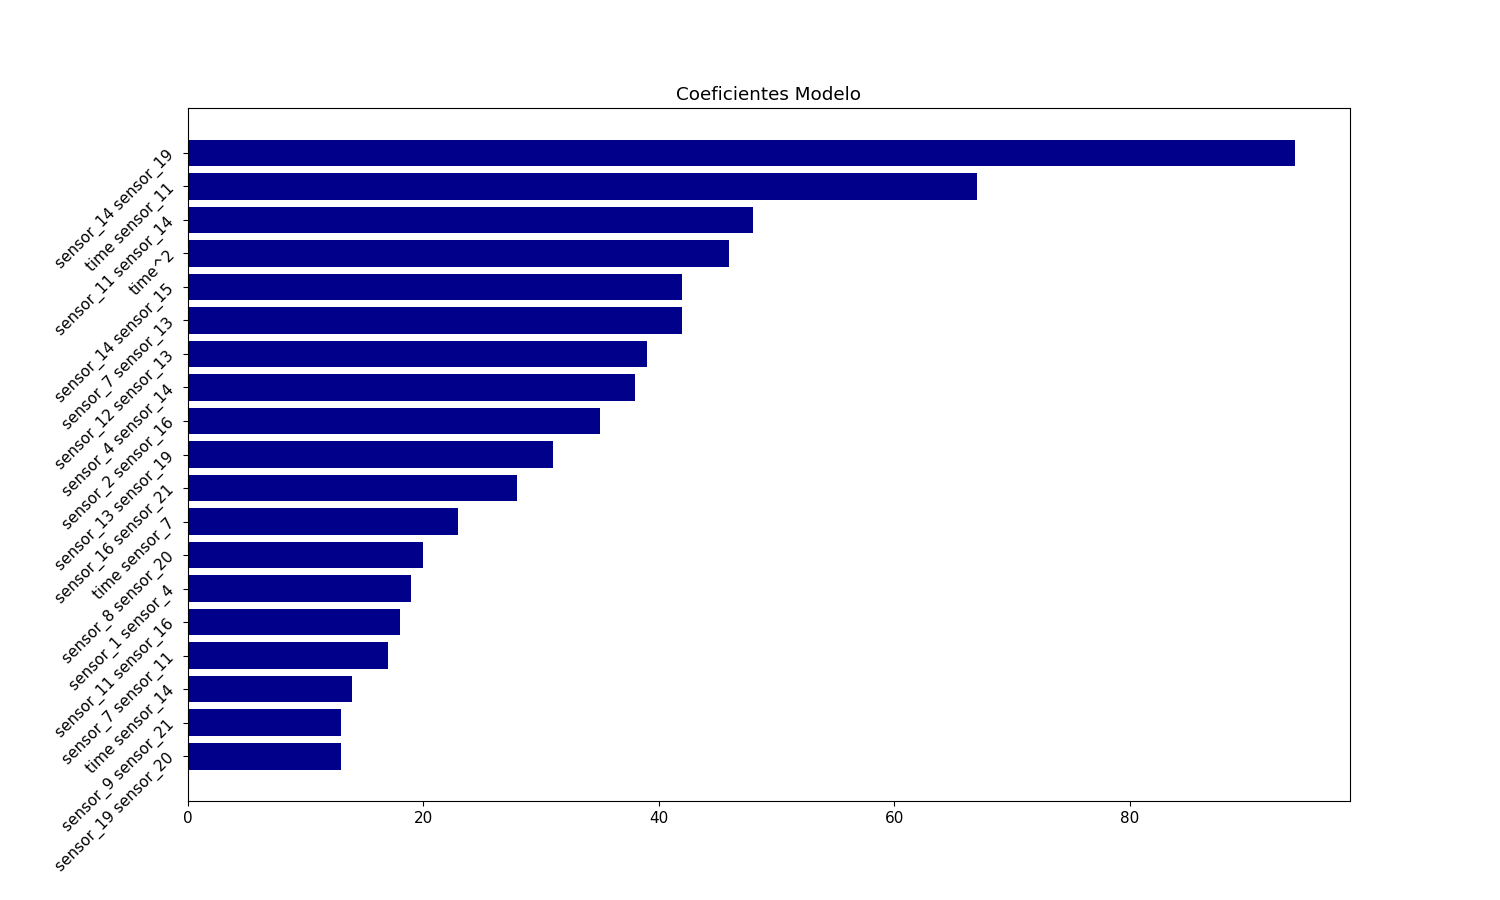 Coeficientes Modelo
sensor_14 sensor_19
time sensor_11
sensor_11 sensor_14
time^2
sensor_14 sensor_15
sensor_7 sensor_13
sensor_12 sensor_13
sensor_4 sensor_14
sensor_2 sensor_16
sensor_13 sensor_19
sensor_16 sensor_21
time sensor_7
sensor_8 sensor_20
sensor_1 sensor_4
sensor_11 sensor_16
sensor_7 sensor_11
time sensor_14
sensor_9 sensor_21
sensor_19 sensor_20
0 20 40 60 80